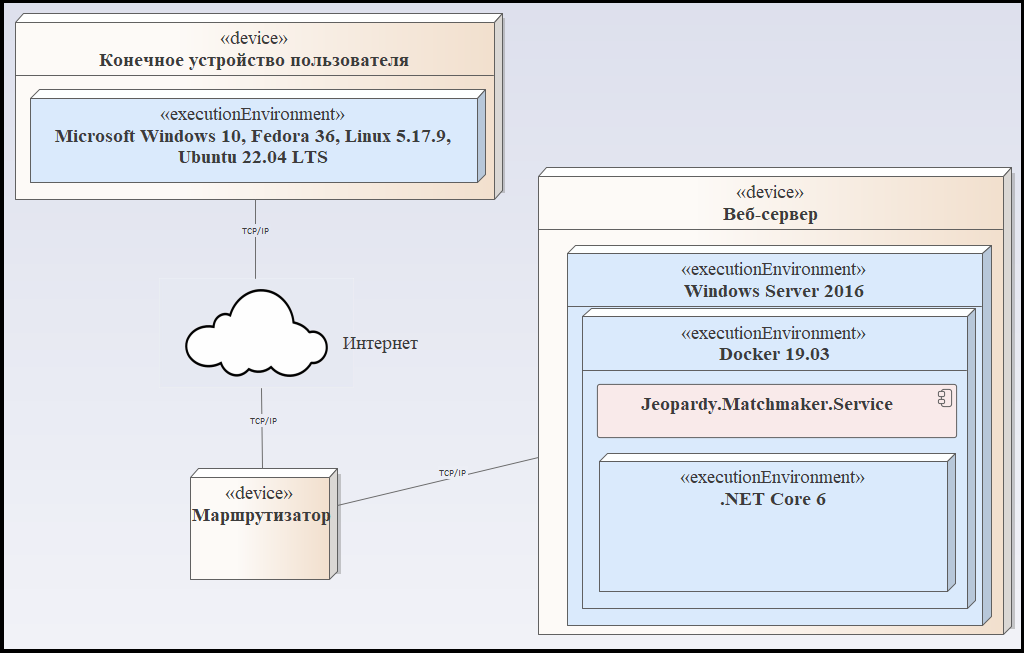 «device»
Конечное устройство пользователя
«executionEnvironment»
Microsoft Windows 10, Fedora 36, Linux 5.17.9,
Ubuntu 22.04 LTS
TCP/IP
Интернет
TCP/IP
«device»
Маршрутизатор
TCP/IP
«device»
Веб-сервер
«executionEnvironment»
Windows Server 2016
«executionEnvironment»
Docker 19.03
Jeopardy.Matchmaker.Service
«executionEnvironment»
.NET Core 6